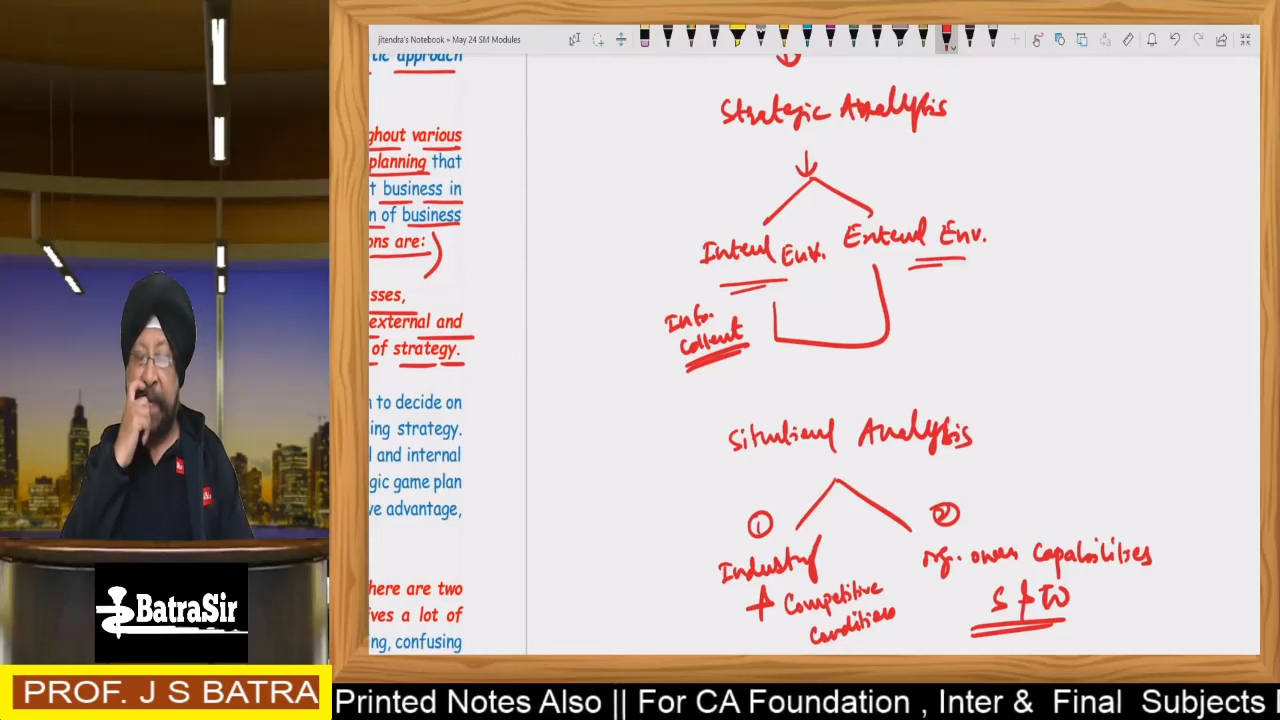 jitendra's Notebook » May 24 SM Modules
tic approach
ghout various
planning that
t business in
n of business
ons are:
sses,
external and
of strategy.
n to decide on
ing strategy.
l and internal
gic game plan
ve advantage,
here are two
ives a lot of
ng, confusing
Strategic Analysis
Internal Env.
External Env.
Info.
Collect
Situational Analysis
①
②
Industry
+ Competitive
Conditions
org. own Capabilities
S & W
BatraSir
PROF. J S BATRA
Printed Notes Also || For CA Foundation , Inter & Final Subjects